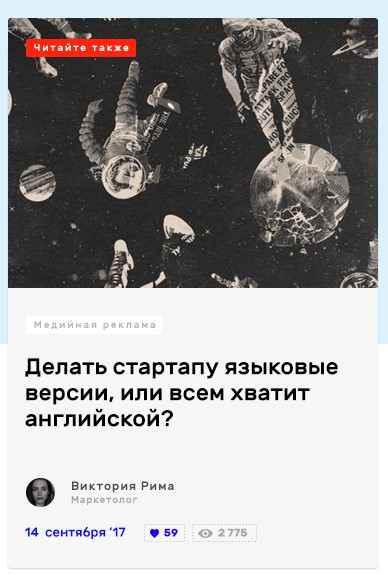 Читайте также
Медийная реклама
Делать стартапу языковые
версии, или всем хватит
английской?
Виктория Рима
Маркетолог
14 сентября ‘17
59
2 775